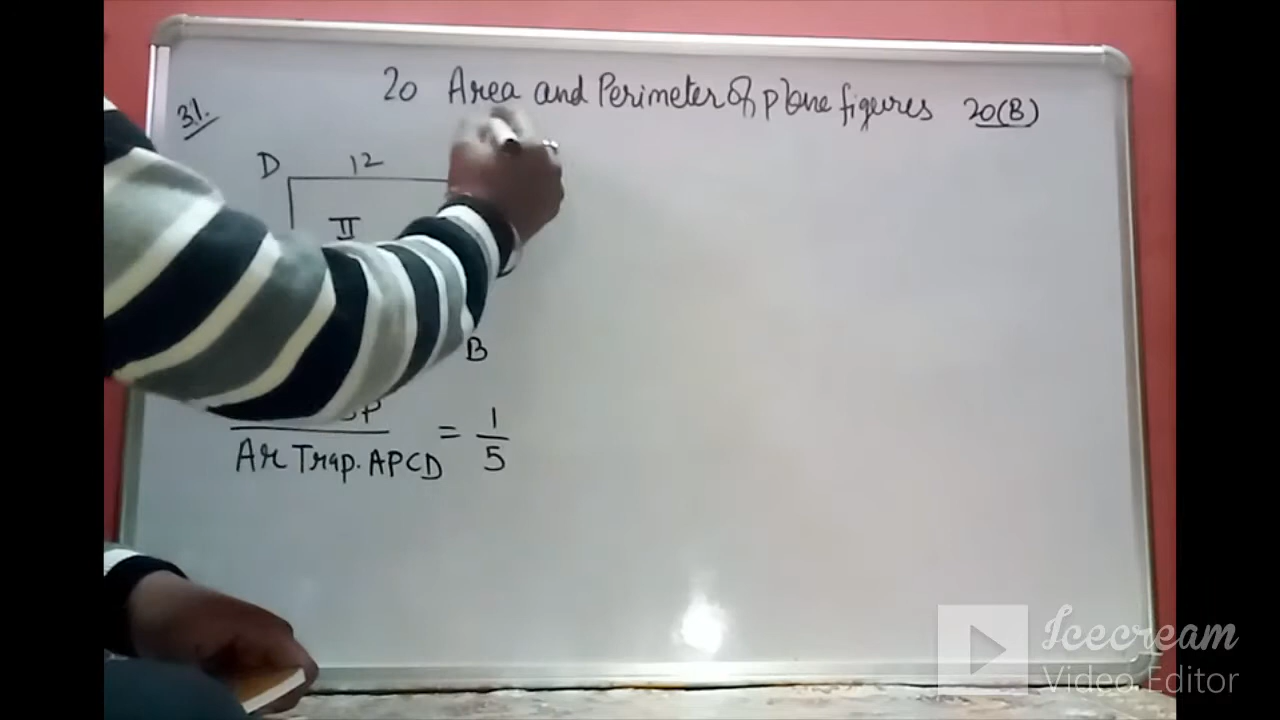 20 Area and Perimeter of plane figures 20(B)
31.
D 12
II
B
BP
Ar Trap. APCD = 1/5
Icecream
Video Editor